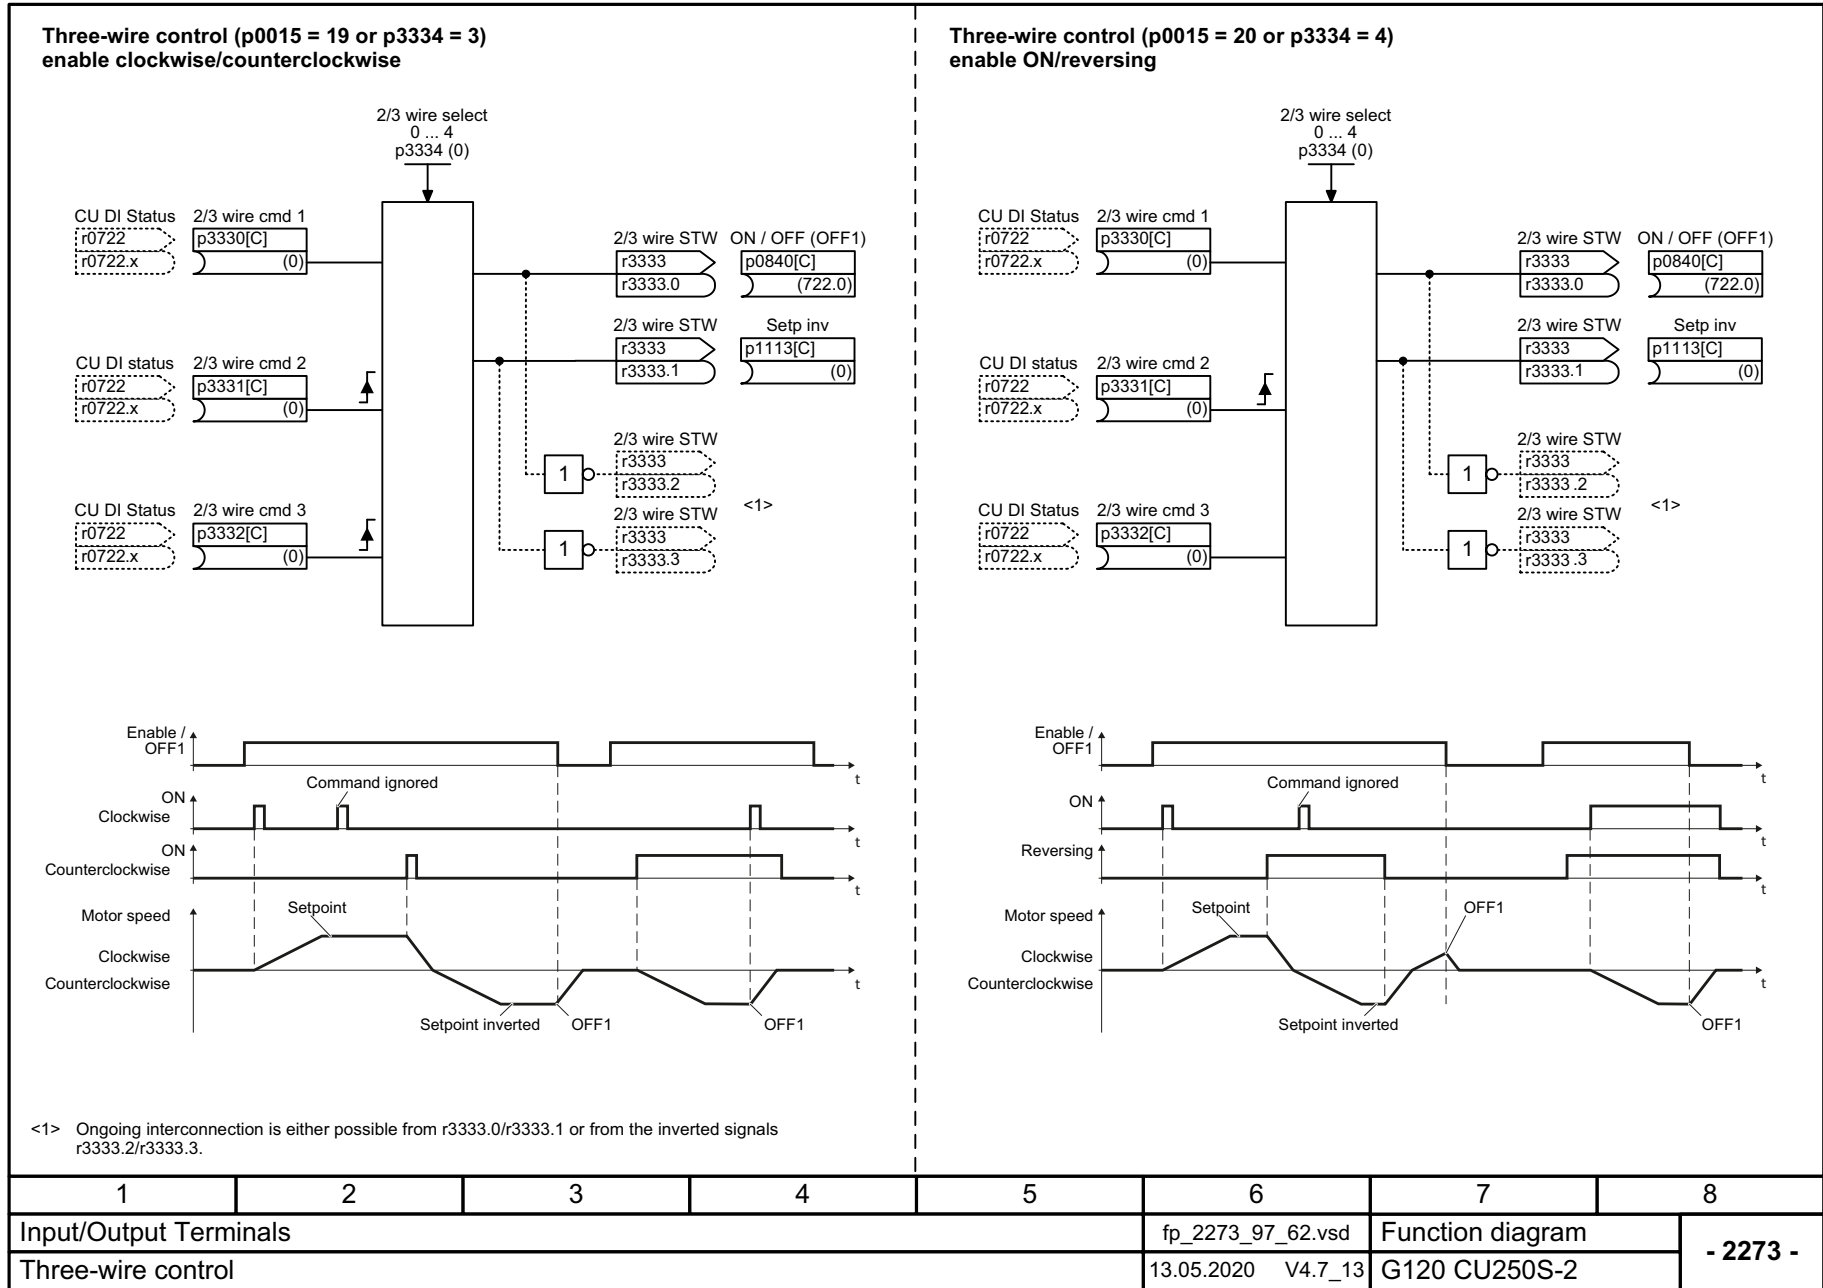 Three-wire control (p0015 = 19 or p3334 = 3)
enable clockwise/counterclockwise
2/3 wire select
0 ... 4
p3334 (0)
CU DI Status
2/3 wire cmd 1
r0722
p3330[C]
r0722.x
(0)
2/3 wire STW
ON / OFF (OFF1)
r3333
p0840[C]
r3333.0
(722.0)
2/3 wire STW
Setp inv
r3333
p1113[C]
r3333.1
(0)
CU DI status
2/3 wire cmd 2
r0722
p3331[C]
r0722.x
(0)
2/3 wire STW
1
r3333
r3333.2
<1>
CU DI Status
2/3 wire cmd 3
r0722
p3332[C]
r0722.x
(0)
2/3 wire STW
1
r3333
r3333.3
Enable /
OFF1
t
Command ignored
ON
Clockwise
t
ON
Counterclockwise
t
Motor speed
Setpoint
Clockwise
Counterclockwise
t
Setpoint inverted
OFF1
OFF1
<1> Ongoing interconnection is either possible from r3333.0/r3333.1 or from the inverted signals
r3333.2/r3333.3.
Three-wire control (p0015 = 20 or p3334 = 4)
enable ON/reversing
2/3 wire select
0 ... 4
p3334 (0)
CU DI Status
2/3 wire cmd 1
r0722
p3330[C]
r0722.x
(0)
2/3 wire STW
ON / OFF (OFF1)
r3333
p0840[C]
r3333.0
(722.0)
2/3 wire STW
Setp inv
r3333
p1113[C]
r3333.1
(0)
CU DI status
2/3 wire cmd 2
r0722
p3331[C]
r0722.x
(0)
2/3 wire STW
1
r3333
r3333 .2
<1>
CU DI Status
2/3 wire cmd 3
r0722
p3332[C]
r0722.x
(0)
2/3 wire STW
1
r3333
r3333 .3
Enable /
OFF1
t
Command ignored
ON
t
Reversing
t
Motor speed
Setpoint
OFF1
Clockwise
Counterclockwise
t
Setpoint inverted
OFF1
1 2 3 4 5 6 7 8
Input/Output Terminals
fp_2273_97_62.vsd
Function diagram
- 2273 -
Three-wire control
13.05.2020 V4.7_13
G120 CU250S-2